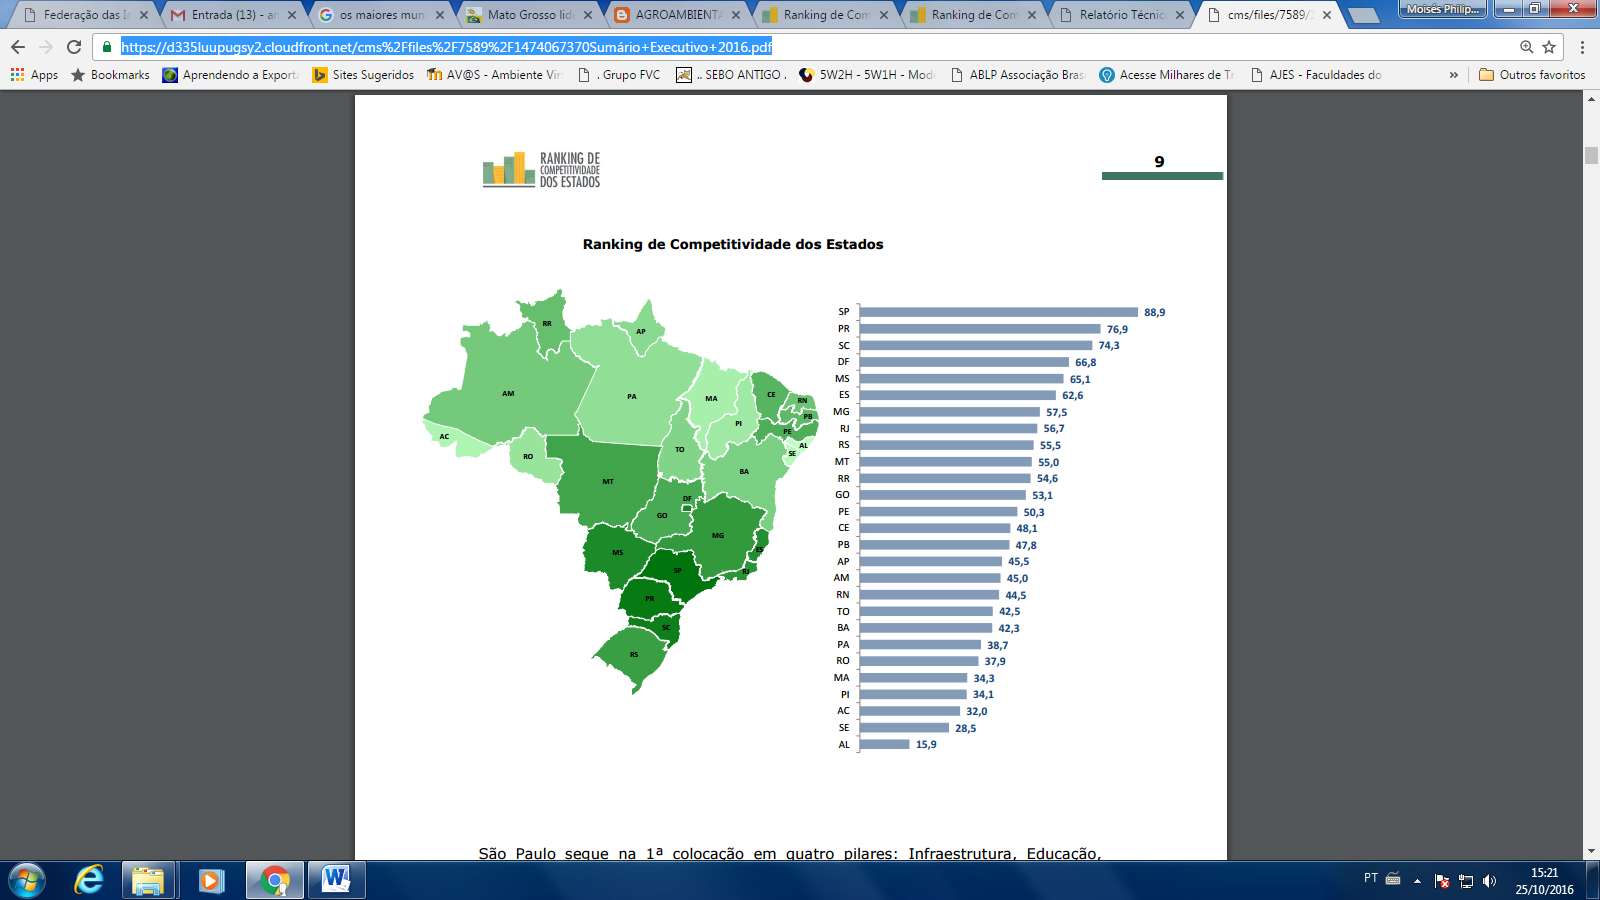 Federação das In
Entrada (13) - ar
os maiores muni
Mato Grosso lide
AGROAMBIENTA
Ranking de Com
Ranking de Com
Relatório Técnic
cms/files/7589/1
Moisés Philip...
https://d335luupugsy2.cloudfront.net/cms%2Ffiles%2F7589%2F1474067370Sumário+Executivo+2016.pdf
Apps
Bookmarks
Aprendendo a Export
Sites Sugeridos
AV@S - Ambiente Vir
. Grupo FVC
.. SEBO ANTIGO .
5W2H - 5W1H - Mode
ABLP Associação Bras
Acesse Milhares de Tr
AJES - Faculdades do
»
Outros favoritos
RANKING DE
COMPETITIVIDADE
DOS ESTADOS
9
Ranking de Competitividade dos Estados
RR
AP
AM
PA
MA
CE
RN
PB
PI
PE
AC
AL
TO
SE
RO
BA
MT
DF
GO
MG
ES
MS
SP
RJ
PR
SC
RS
SP 88,9
PR 76,9
SC 74,3
DF 66,8
MS 65,1
ES 62,6
MG 57,5
RJ 56,7
RS 55,5
MT 55,0
RR 54,6
GO 53,1
PE 50,3
CE 48,1
PB 47,8
AP 45,5
AM 45,0
RN 44,5
TO 42,5
BA 42,3
PA 38,7
RO 37,9
MA 34,3
PI 34,1
AC 32,0
SE 28,5
AL 15,9
São Paulo segue na 1ª colocação em quatro pilares: Infraestrutura, Educação,
PT
15:21
25/10/2016